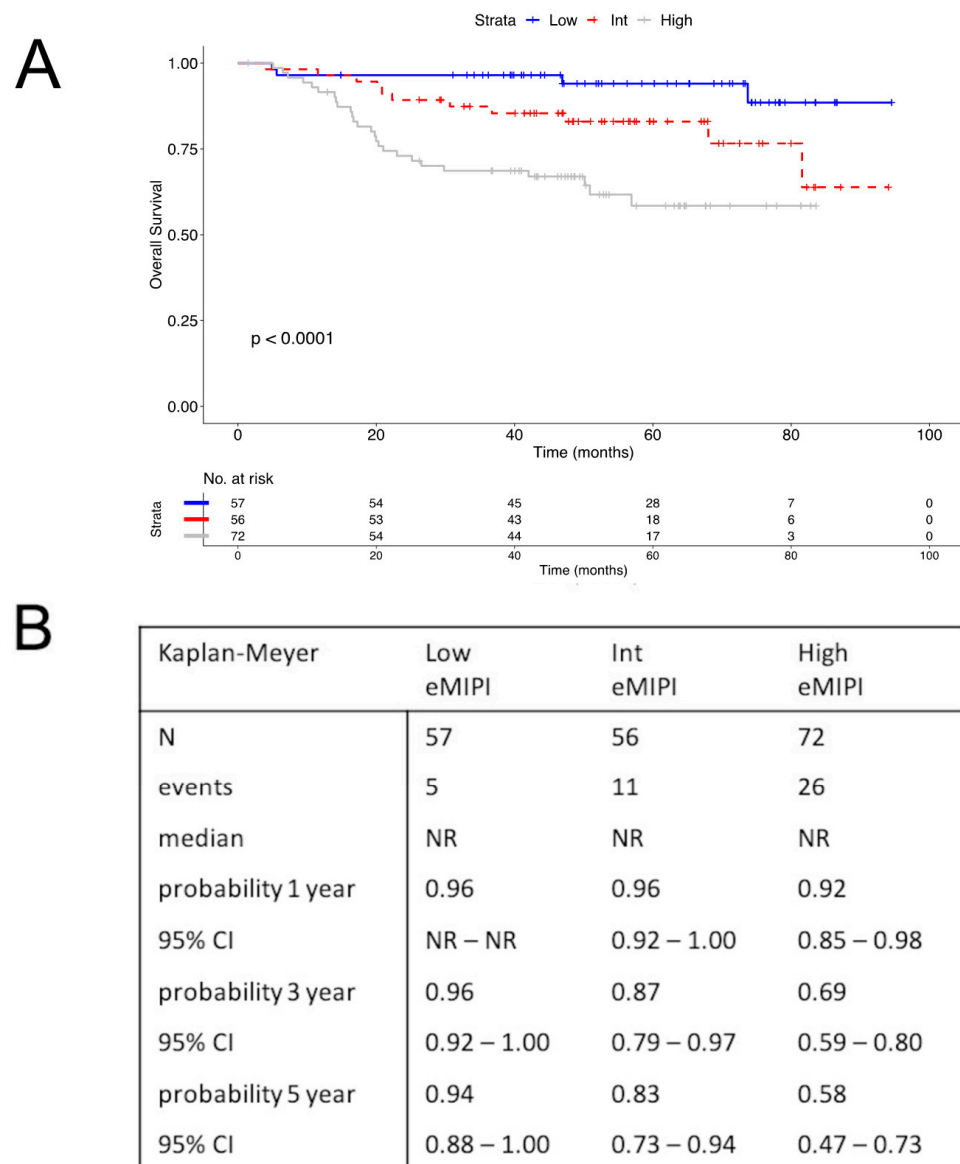 A
Strata Low Int High
1.00
0.75
0.50
0.25
0.00
Overall Survival
p < 0.0001
0 20 40 60 80 100
Time (months)
No. at risk
Strata
57 54 45 28 7 0
56 53 43 18 6 0
72 54 44 17 3 0
0 20 40 60 80 100
Time (months)
B
Kaplan-Meyer Low eMIPI Int eMIPI High eMIPI
N 57 56 72
events 5 11 26
median NR NR NR
probability 1 year 0.96 0.96 0.92
95% CI NR – NR 0.92 – 1.00 0.85 – 0.98
probability 3 year 0.96 0.87 0.69
95% CI 0.92 – 1.00 0.79 – 0.97 0.59 – 0.80
probability 5 year 0.94 0.83 0.58
95% CI 0.88 – 1.00 0.73 – 0.94 0.47 – 0.73